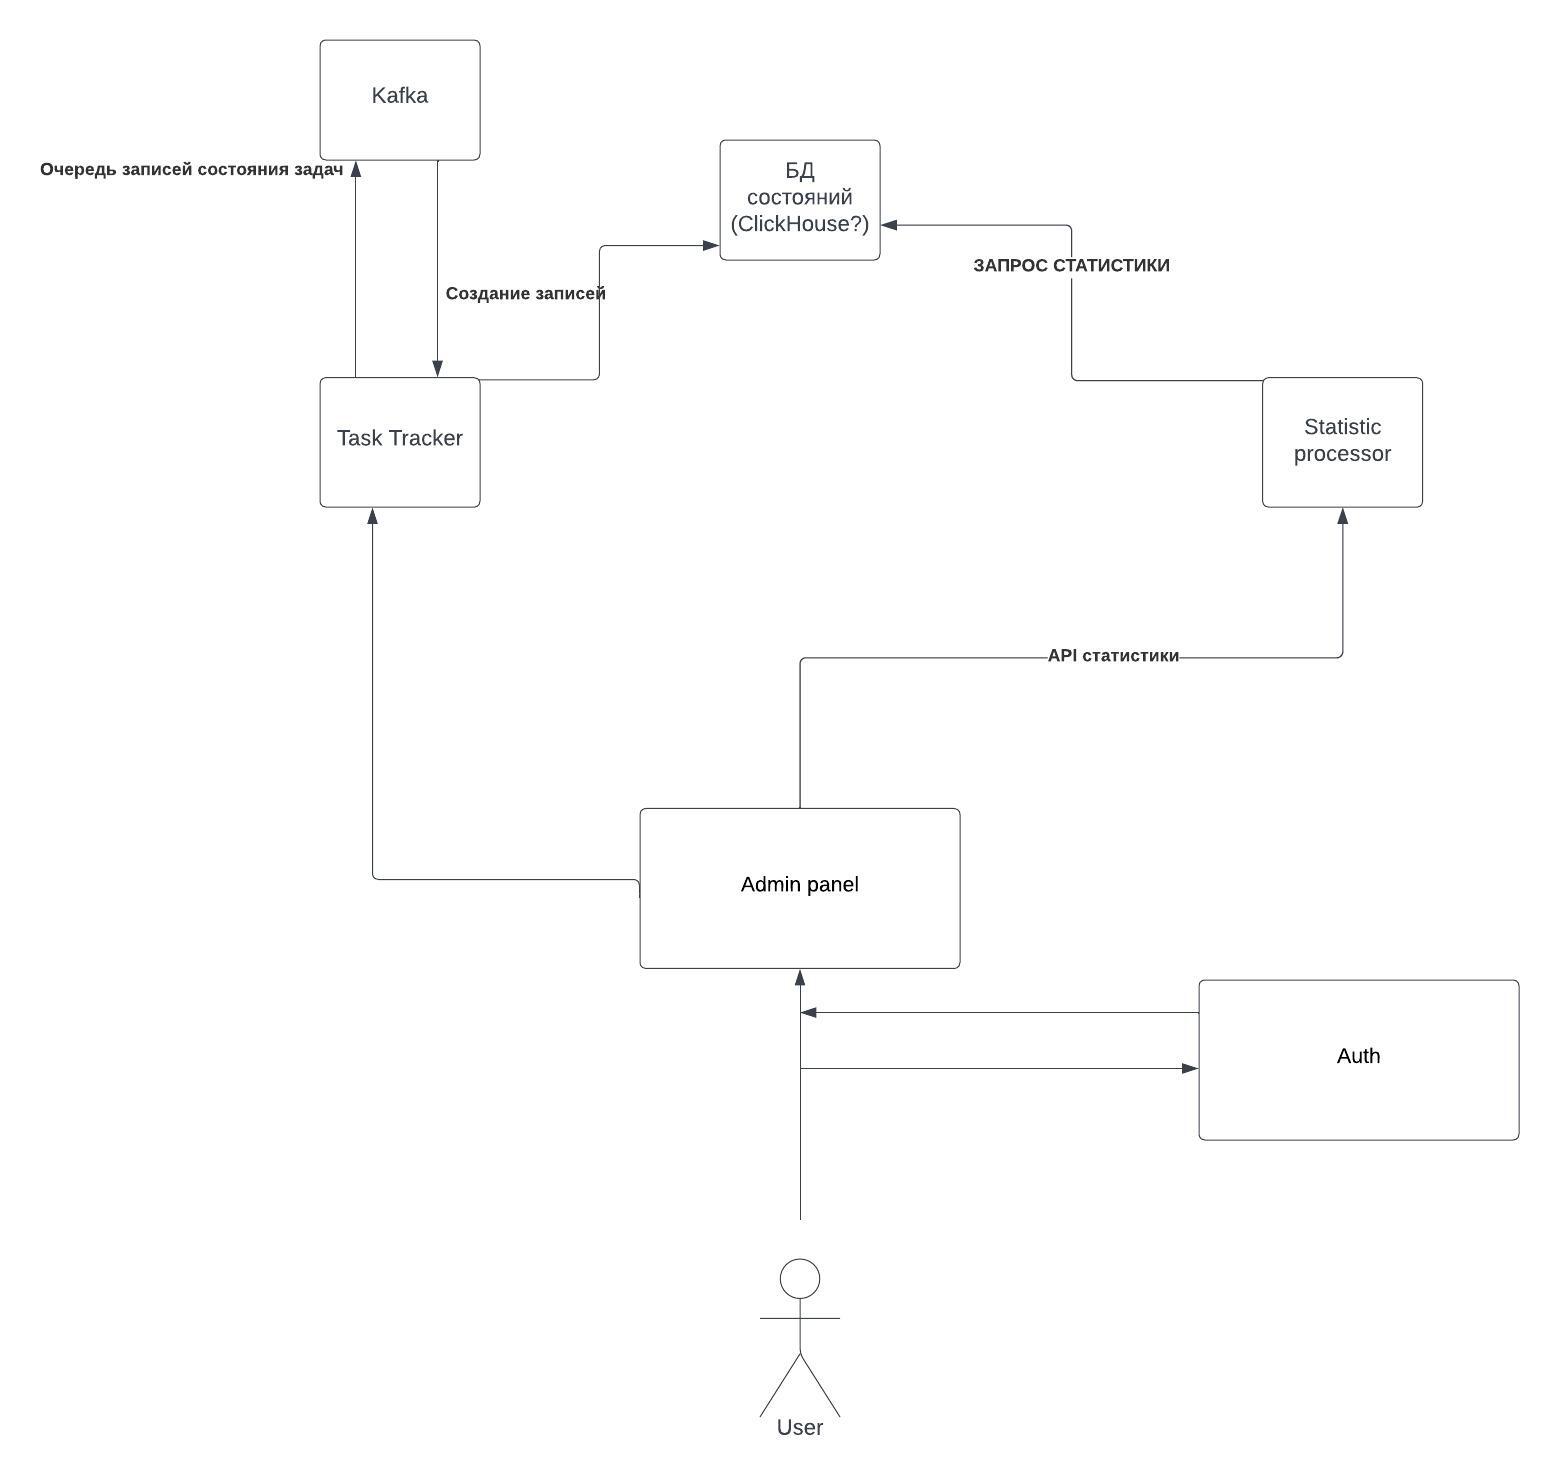 Kafka
Очередь записей состояния задач
БД
состояний
(ClickHouse?)
ЗАПРОС СТАТИСТИКИ
Создание записей
Task Tracker
Statistic
processor
API статистики
Admin panel
Auth
User